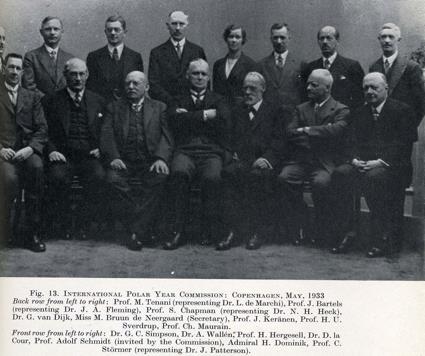 Fig. 13. International Polar Year Commission: Copenhagen, May, 1933
Back row from left to right: Prof. M. Tenani (representing Dr. L. de Marchi), Prof. J. Bartels
(representing Dr. J. A. Fleming), Prof. S. Chapman (representing Dr. N. H. Heck),
Dr. G. van Dijk, Miss M. Bruun de Neergaard (Secretary), Prof. J. Keränen, Prof. H. U.
Sverdrup, Prof. Ch. Maurain.
Front row from left to right: Dr. G. C. Simpson, Dr. A. Wallén, Prof. H. Hergesell, Dr. D. la
Cour, Prof. Adolf Schmidt (invited by the Commission), Admiral H. Dominik, Prof. C.
Störmer (representing Dr. J. Patterson).